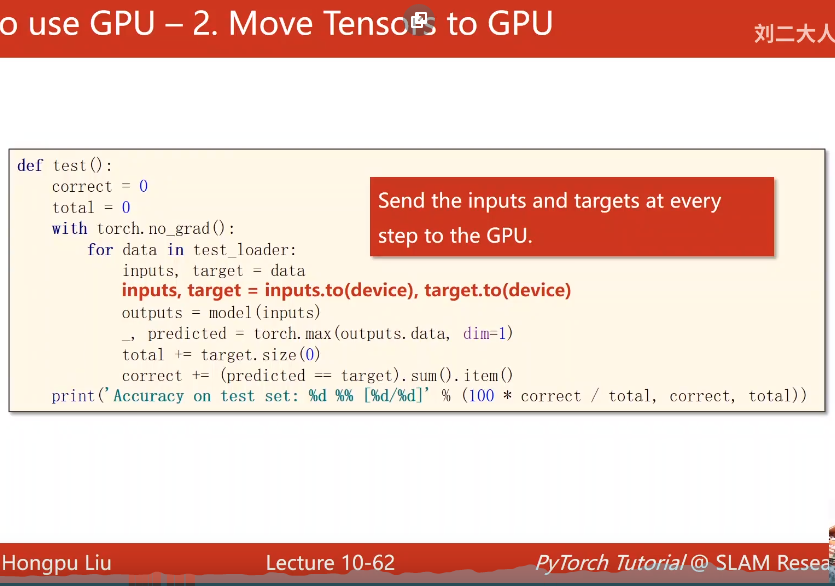 o use GPU – 2. Move Tensors to GPU
刘二大人
def test():
    correct = 0
    total = 0
    with torch.no_grad():
        for data in test_loader:
            inputs, target = data
            inputs, target = inputs.to(device), target.to(device)
            outputs = model(inputs)
            _, predicted = torch.max(outputs.data, dim=1)
            total += target.size(0)
            correct += (predicted == target).sum().item()
    print('Accuracy on test set: %d %% [%d/%d]' % (100 * correct / total, correct, total))
Send the inputs and targets at every
step to the GPU.
Hongpu Liu
Lecture 10-62
PyTorch Tutorial @ SLAM Resea